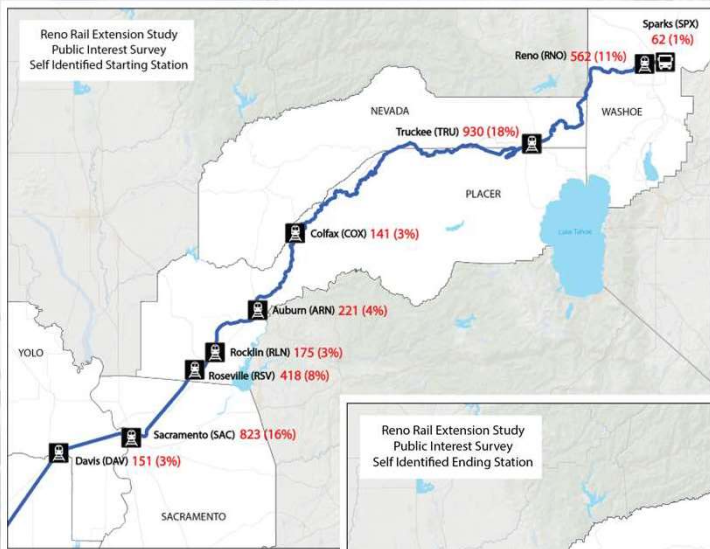 Reno Rail Extension Study
Public Interest Survey
Self Identified Starting Station
Sparks (SPX)
62 (1%)
Reno (RNO) 562 (11%)
NEVADA
WASHOE
Truckee (TRU) 930 (18%)
PLACER
Lake Tahoe
Colfax (COX) 141 (3%)
Auburn (ARN) 221 (4%)
YOLO
Rocklin (RLN) 175 (3%)
Roseville (RSV) 418 (8%)
Sacramento (SAC) 823 (16%)
Davis (DAV) 151 (3%)
SACRAMENTO
Reno Rail Extension Study
Public Interest Survey
Self Identified Ending Station